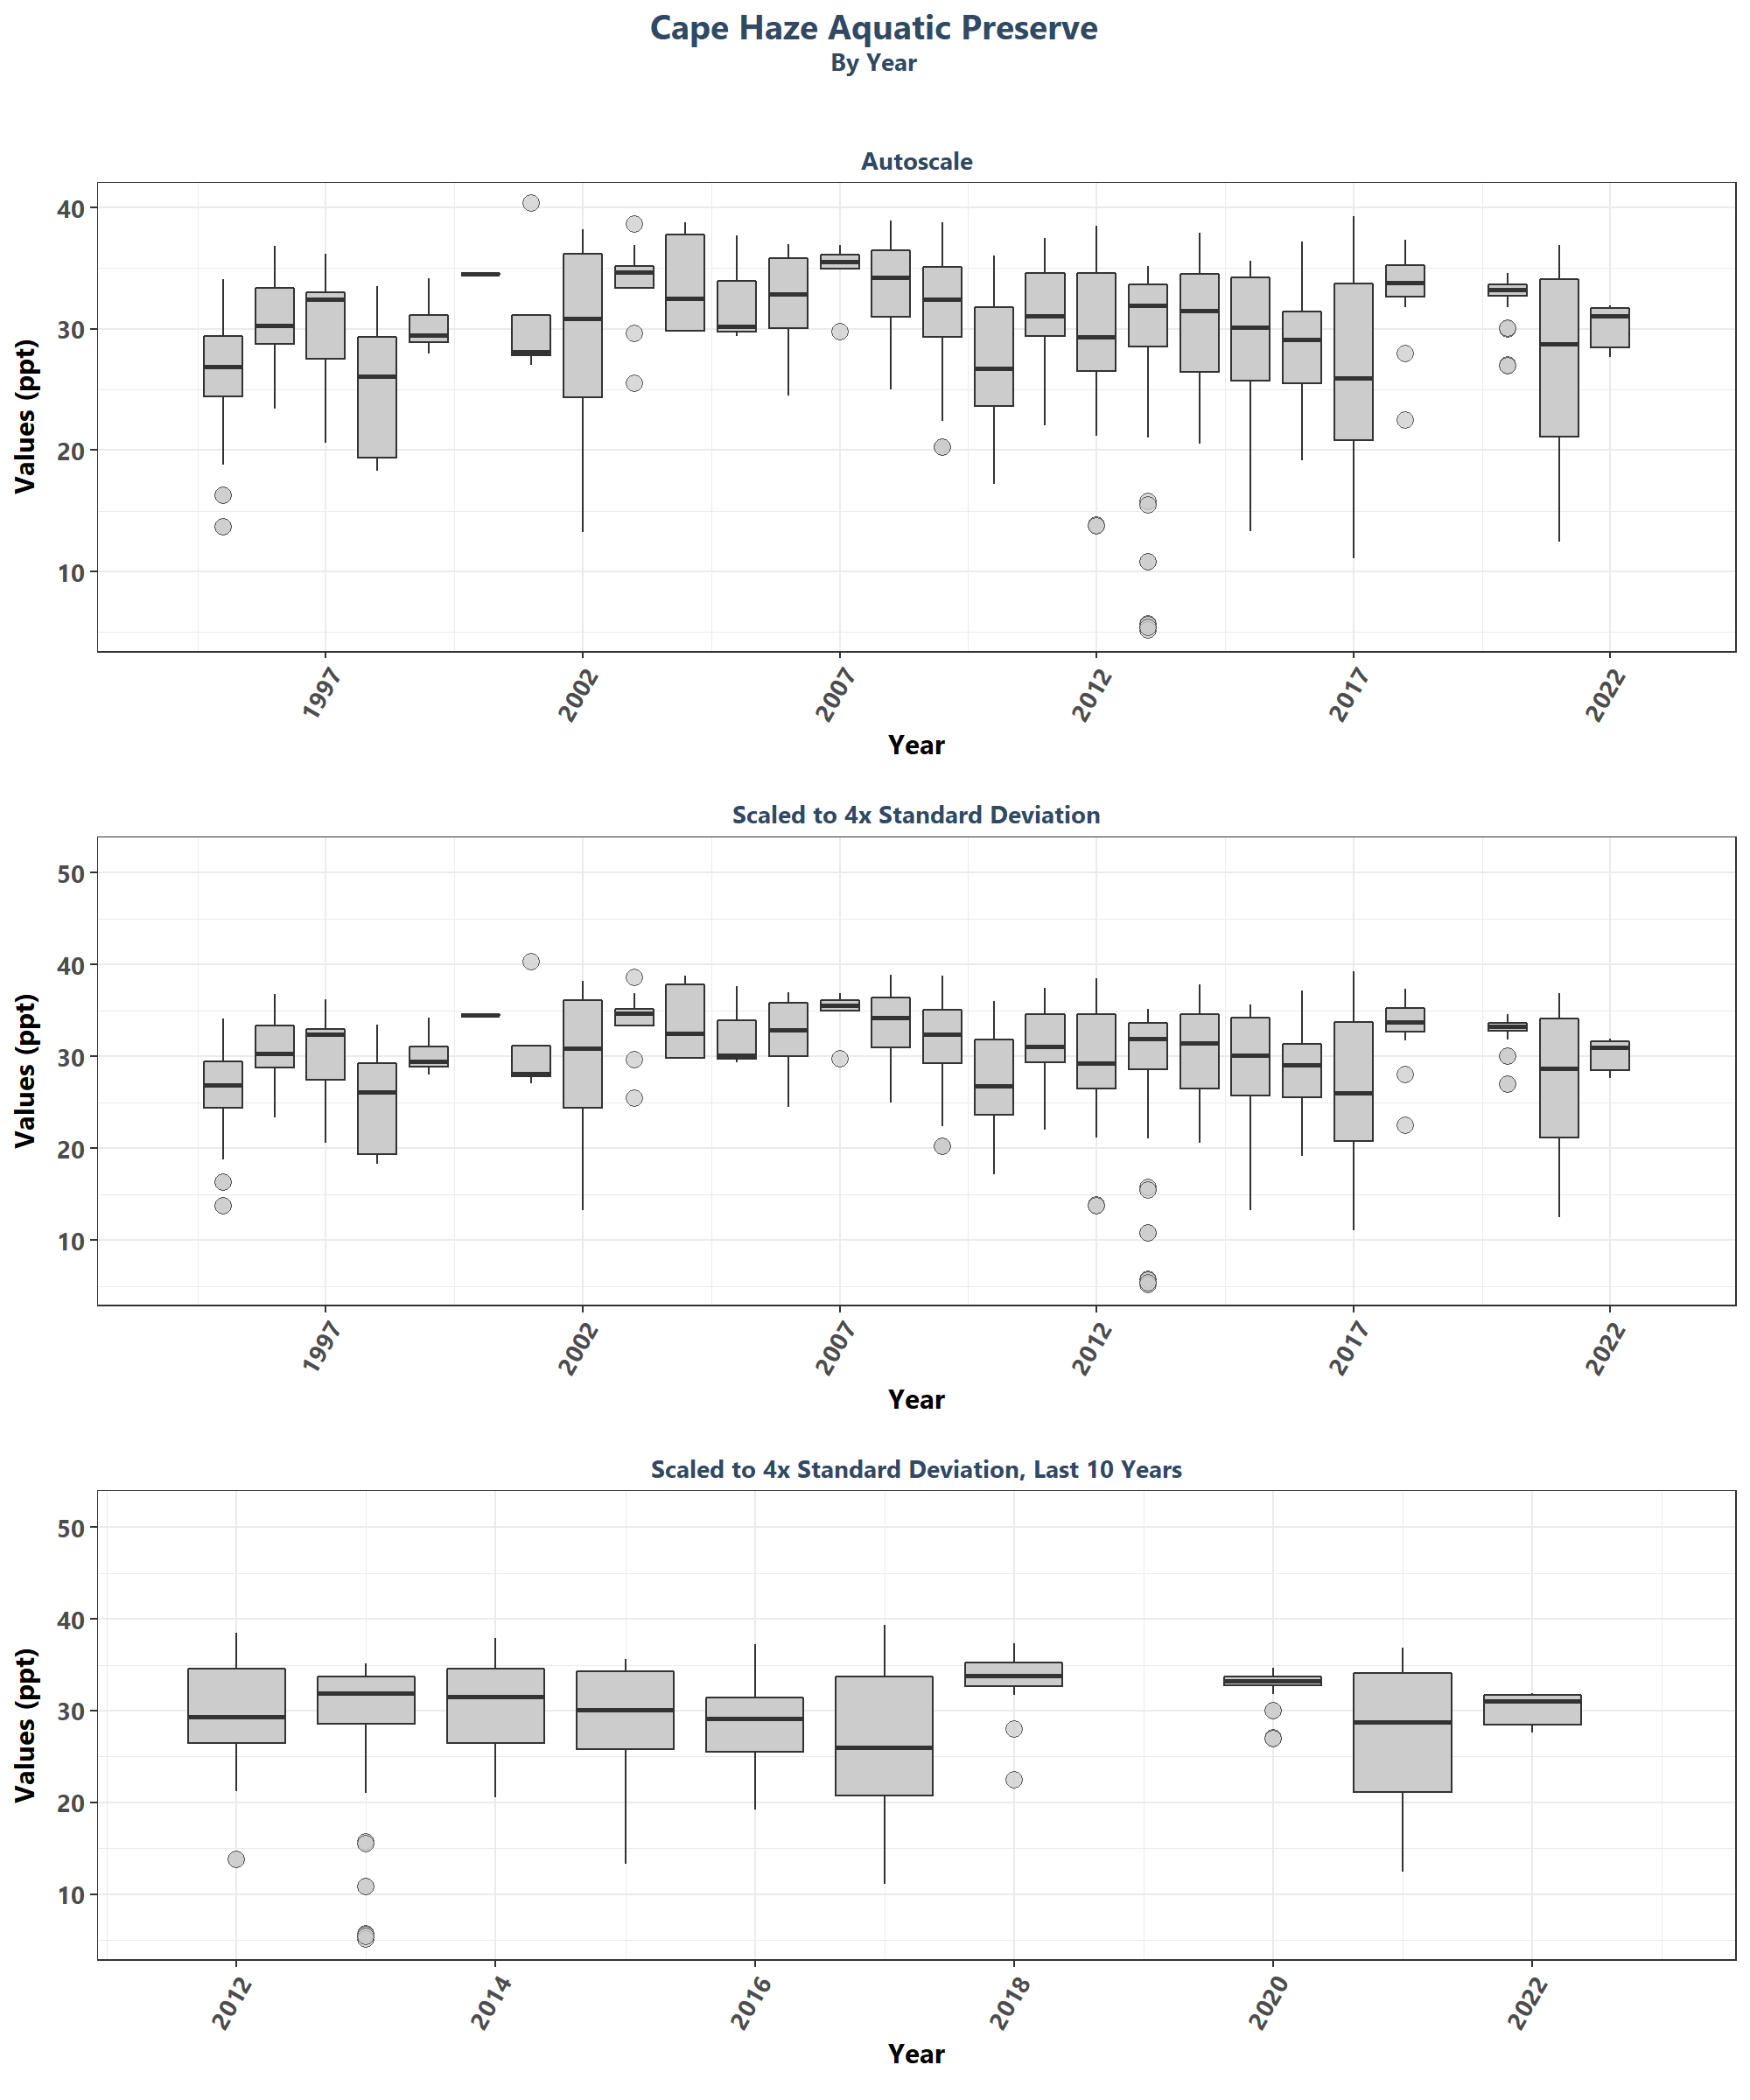 Cape Haze Aquatic Preserve
By Year
Autoscale
Values (ppt)
40
30
20
10
1997
2002
2007
2012
2017
2022
Year
Scaled to 4x Standard Deviation
Values (ppt)
50
40
30
20
10
1997
2002
2007
2012
2017
2022
Year
Scaled to 4x Standard Deviation, Last 10 Years
Values (ppt)
50
40
30
20
10
2012
2014
2016
2018
2020
2022
Year